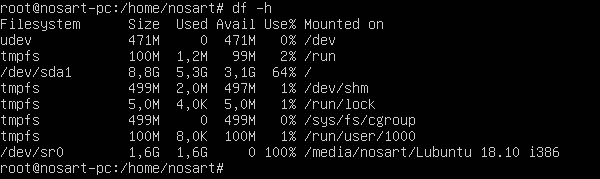 root@nosart-pc:/home/nosart# df -h
Filesystem      Size  Used Avail Use% Mounted on
udev            471M     0  471M   0% /dev
tmpfs           100M  1,2M   99M   2% /run
/dev/sda1       8,8G  5,3G  3,1G  64% /
tmpfs           499M  2,0M  497M   1% /dev/shm
tmpfs           5,0M  4,0K  5,0M   1% /run/lock
tmpfs           499M     0  499M   0% /sys/fs/cgroup
tmpfs           100M  8,0K  100M   1% /run/user/1000
/dev/sr0        1,6G  1,6G     0 100% /media/nosart/Lubuntu 18.10 i386
root@nosart-pc:/home/nosart#